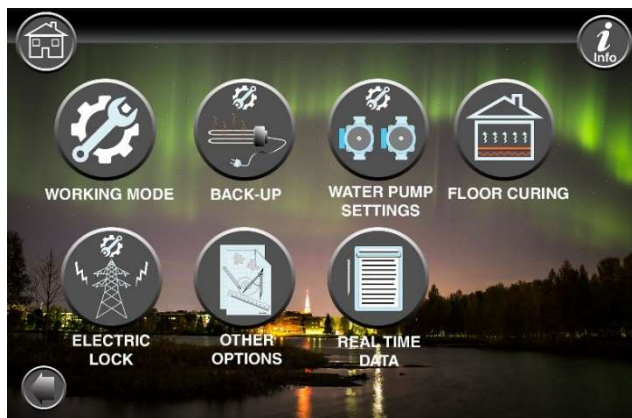 i
Info
WORKING MODE
BACK-UP
WATER PUMP
SETTINGS
FLOOR CURING
ELECTRIC
LOCK
OTHER
OPTIONS
REAL TIME
DATA